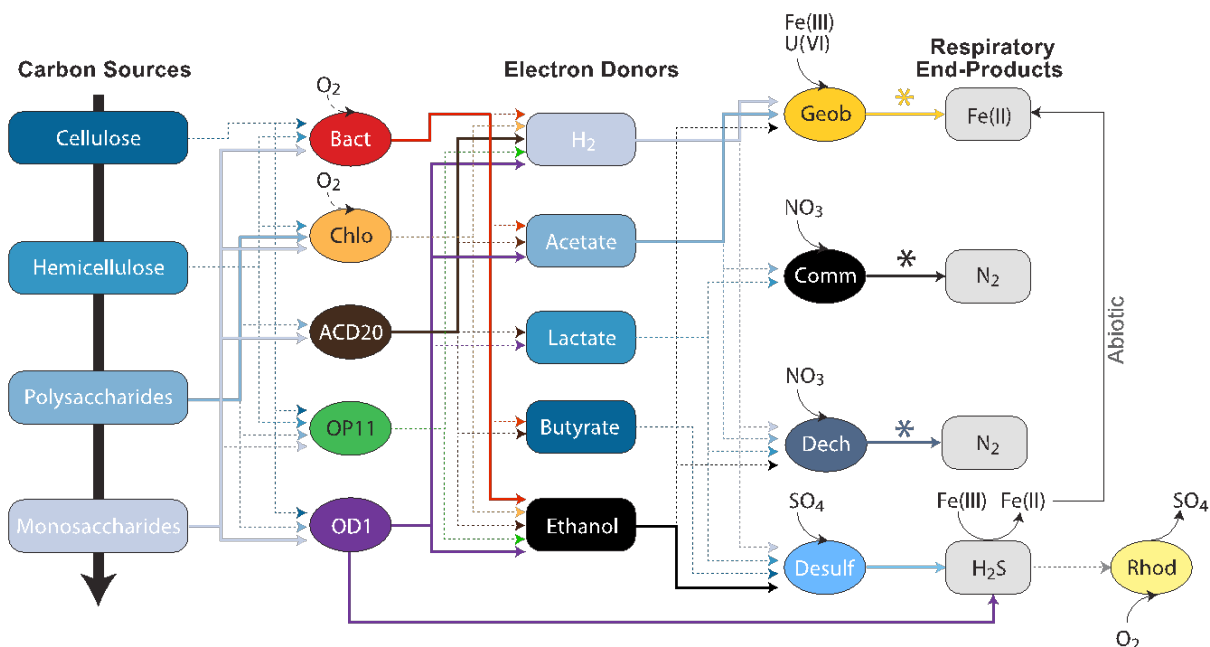 Carbon Sources
Electron Donors
Respiratory
End-Products
Fe(III)
U(VI)
O₂
Cellulose
Bact
H₂
Geob
*
Fe(II)
O₂
Chlo
Hemicellulose
Acetate
NO₃
Comm
*
N₂
ACD20
Lactate
Abiotic
Polysaccharides
OP11
Butyrate
NO₃
Dech
*
N₂
Monosaccharides
OD1
Ethanol
SO₄
Desulf
Fe(III)
Fe(II)
H₂S
SO₄
Rhod
O₂